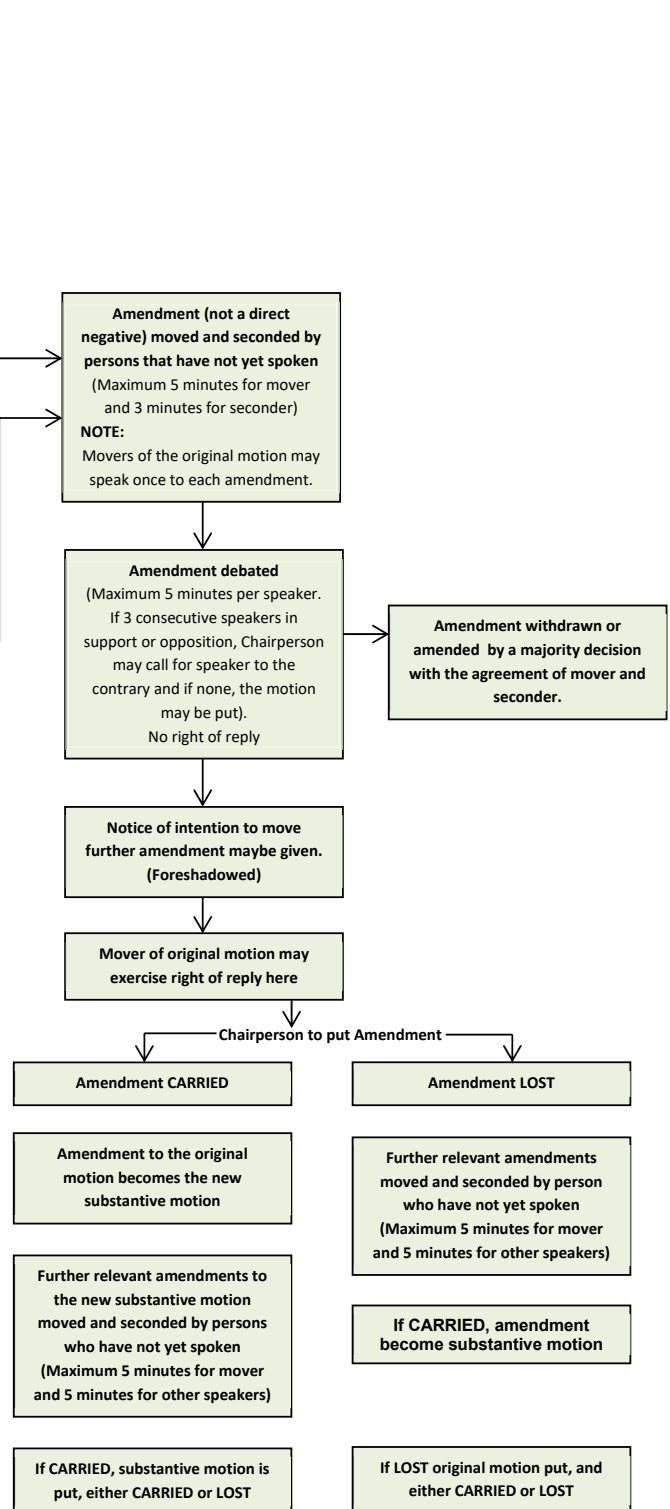 Amendment (not a direct
negative) moved and seconded by
persons that have not yet spoken
(Maximum 5 minutes for mover
and 3 minutes for seconder)
NOTE:
Movers of the original motion may
speak once to each amendment.
Amendment debated
(Maximum 5 minutes per speaker.
If 3 consecutive speakers in
support or opposition, Chairperson
may call for speaker to the
contrary and if none, the motion
may be put).
No right of reply
Amendment withdrawn or
amended by a majority decision
with the agreement of mover and
seconder.
Notice of intention to move
further amendment maybe given.
(Foreshadowed)
Mover of original motion may
exercise right of reply here
Chairperson to put Amendment
Amendment CARRIED
Amendment to the original
motion becomes the new
substantive motion
Further relevant amendments to
the new substantive motion
moved and seconded by persons
who have not yet spoken
(Maximum 5 minutes for mover
and 5 minutes for other speakers)
If CARRIED, substantive motion is
put, either CARRIED or LOST
Amendment LOST
Further relevant amendments
moved and seconded by person
who have not yet spoken
(Maximum 5 minutes for mover
and 5 minutes for other speakers)
If CARRIED, amendment
become substantive motion
If LOST original motion put, and
either CARRIED or LOST